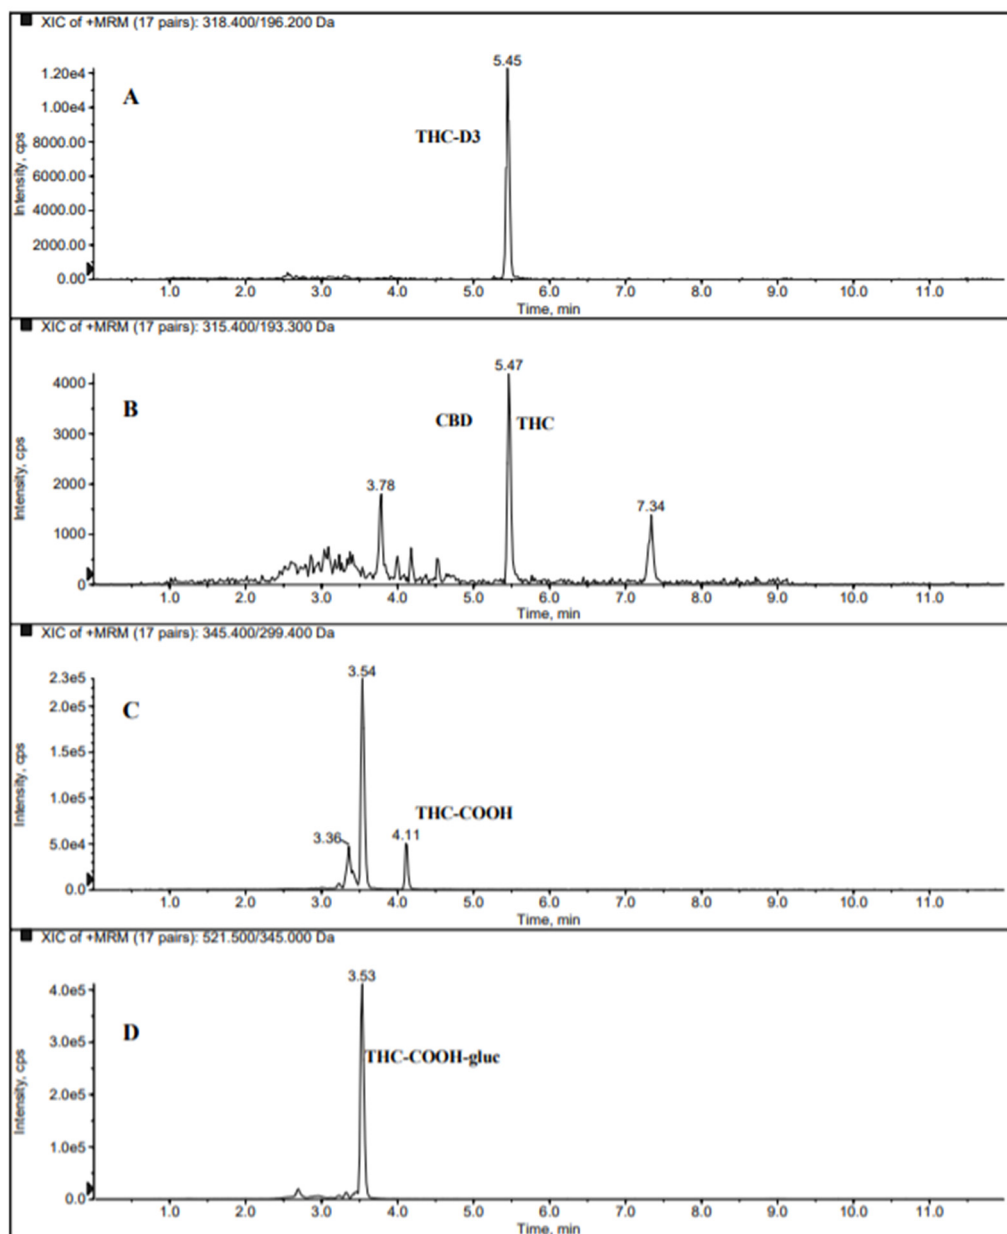 XIC of +MRM (17 pairs): 318.400/196.200 Da
5.45
1.20e4
A
1.00e4
THC-D3
8000.00
6000.00
4000.00
2000.00
0.00
Intensity, cps
1.0 2.0 3.0 4.0 5.0 6.0 7.0 8.0 9.0 10.0 11.0
Time, min
XIC of +MRM (17 pairs): 315.400/193.300 Da
5.47
4000
B
CBD THC
3000
3.78
2000
7.34
1000
0
Intensity, cps
1.0 2.0 3.0 4.0 5.0 6.0 7.0 8.0 9.0 10.0 11.0
Time, min
XIC of +MRM (17 pairs): 345.400/299.400 Da
3.54
2.3e5
2.0e5
C
1.5e5
1.0e5
THC-COOH
3.36 4.11
5.0e4
0.0
Intensity, cps
1.0 2.0 3.0 4.0 5.0 6.0 7.0 8.0 9.0 10.0 11.0
Time, min
XIC of +MRM (17 pairs): 521.500/345.000 Da
3.53
4.0e5
D
THC-COOH-gluc
3.0e5
2.0e5
1.0e5
0.0
Intensity, cps
1.0 2.0 3.0 4.0 5.0 6.0 7.0 8.0 9.0 10.0 11.0
Time, min